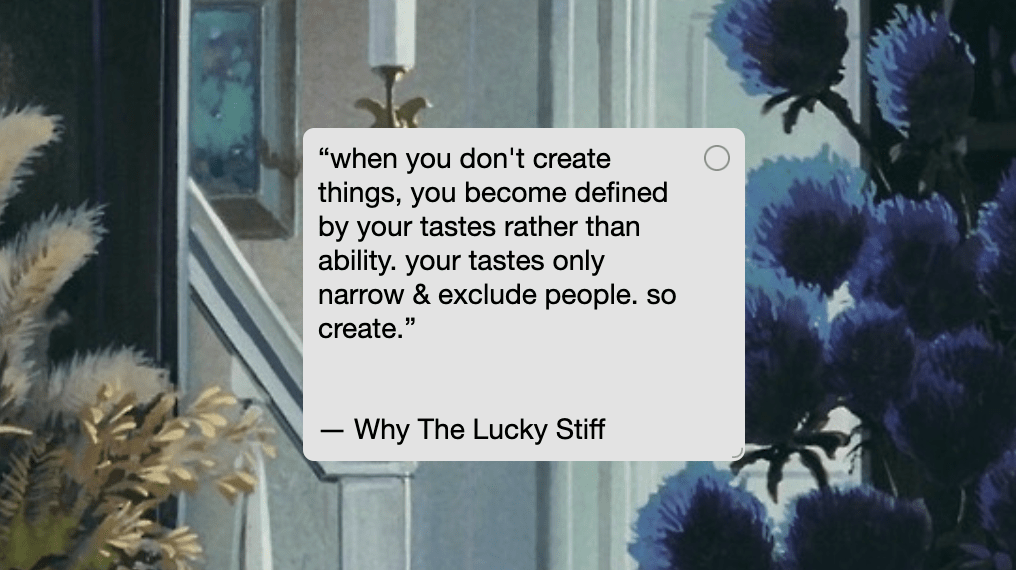 “when you don't create
things, you become defined
by your tastes rather than
ability. your tastes only
narrow & exclude people. so
create.”
— Why The Lucky Stiff